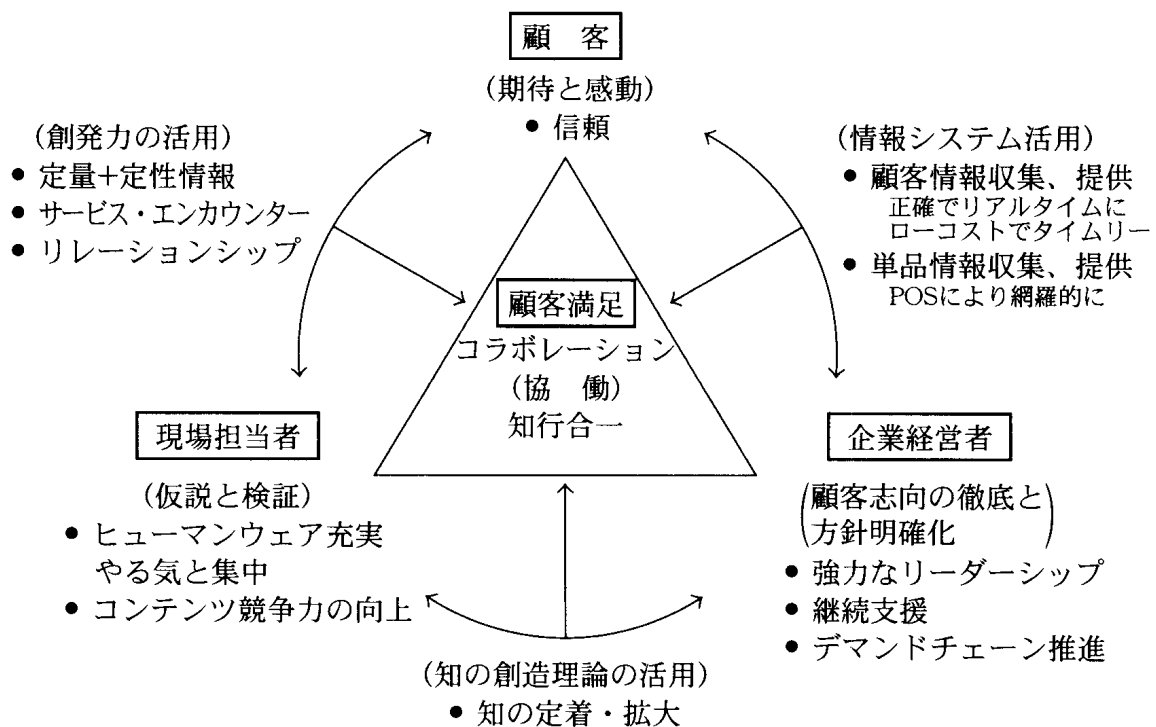 顧　客
(期待と感動)
● 信頼
(創発力の活用)
● 定量+定性情報
● サービス・エンカウンター
● リレーションシップ
(情報システム活用)
● 顧客情報収集、提供
正確でリアルタイムに
ローコストでタイムリー
● 単品情報収集、提供
POSにより網羅的に
顧客満足
コラボレーション
(協　働)
知行合一
現場担当者
(仮説と検証)
● ヒューマンウェア充実
やる気と集中
● コンテンツ競争力の向上
企業経営者
(顧客志向の徹底と
方針明確化)
● 強力なリーダーシップ
● 継続支援
● デマンドチェーン推進
(知の創造理論の活用)
● 知の定着・拡大